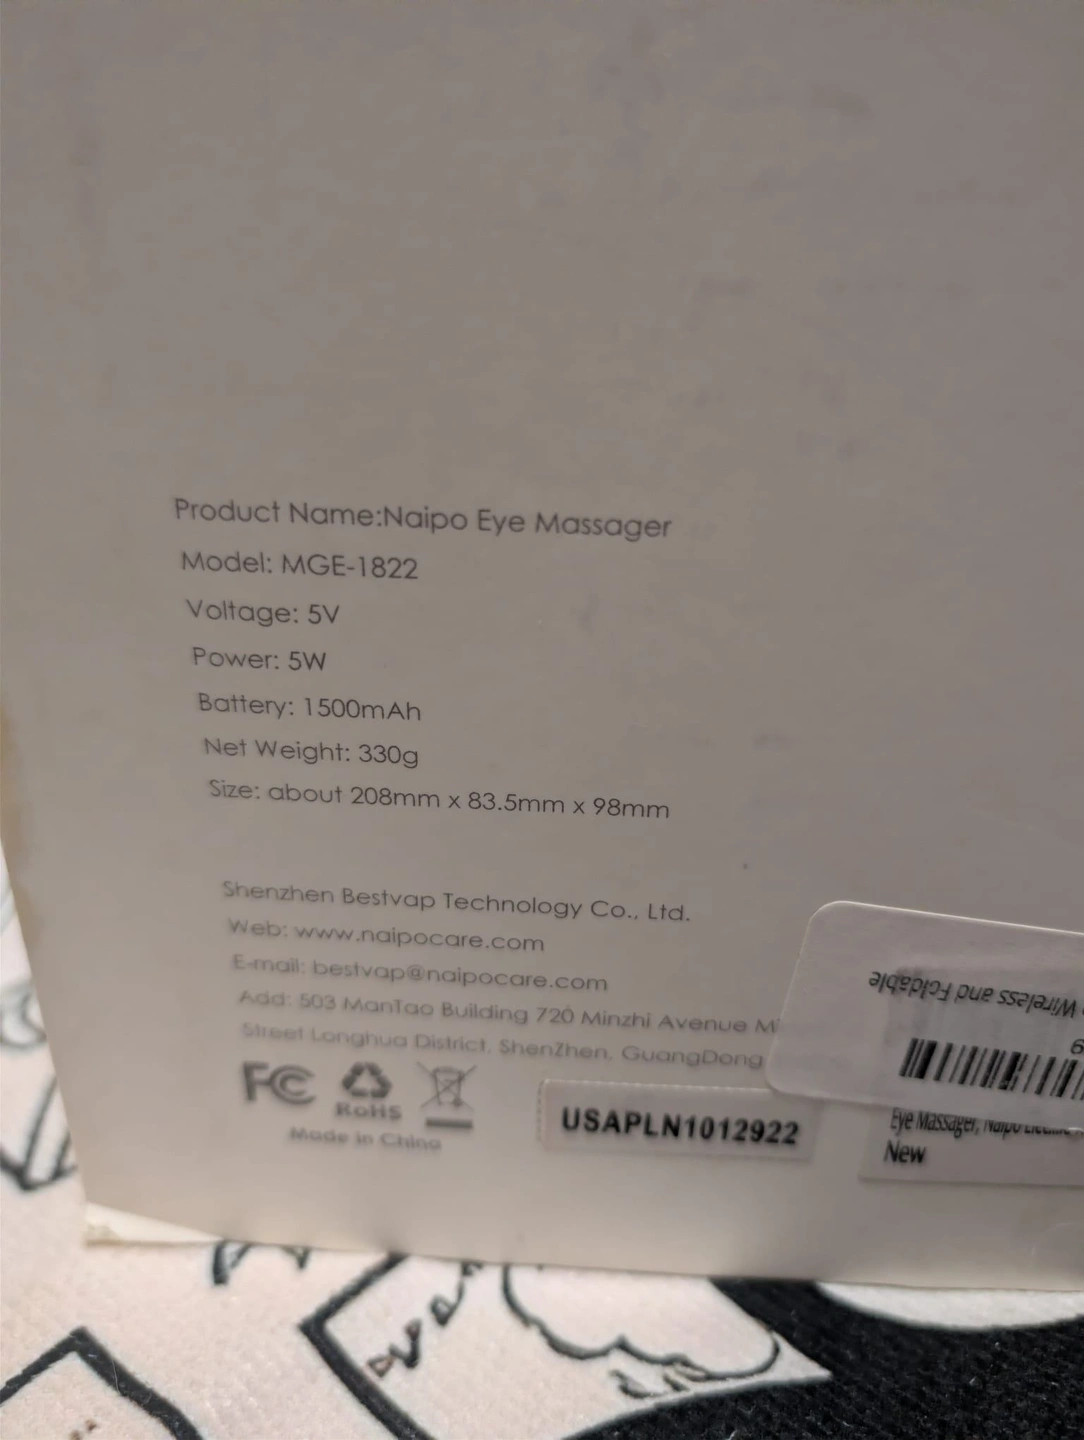 Product Name:Naipo Eye Massager
Model: MGE-1822
Voltage: 5V
Power: 5W
Battery: 1500mAh
Net Weight: 330g
Size: about 208mm x 83.5mm x 98mm
Shenzhen Bestvap Technology Co., Ltd.
Web: www.naipocare.com
E-mail: bestvap@naipocare.com
Add: 503 ManTao Building 720 Minzhi Avenue
Street Longhua District, ShenZhen, GuangDong
FC
RoHS
Made in China
USAPLN1012922
Wireless and Foldable
Eye Massager, Naipo
New